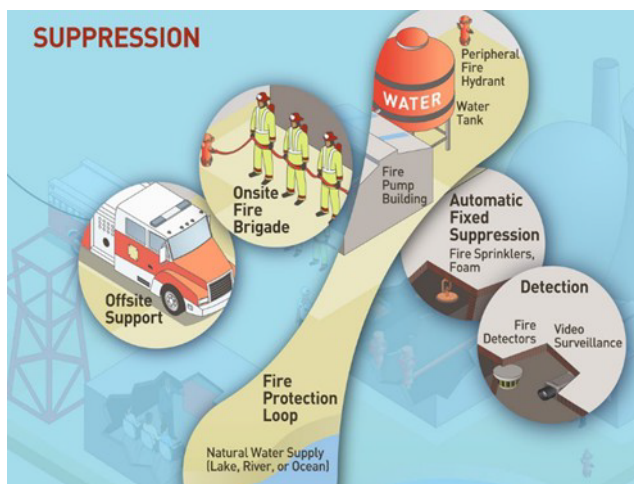 SUPPRESSION
Peripheral
Fire
Hydrant
WATER
Water
Tank
Fire
Pump
Building
Onsite
Fire
Brigade
Offsite
Support
Automatic
Fixed
Suppression
Fire Sprinklers,
Foam
Detection
Fire
Detectors
Video
Surveillance
Fire
Protection
Loop
Natural Water Supply
(Lake, River, or Ocean)